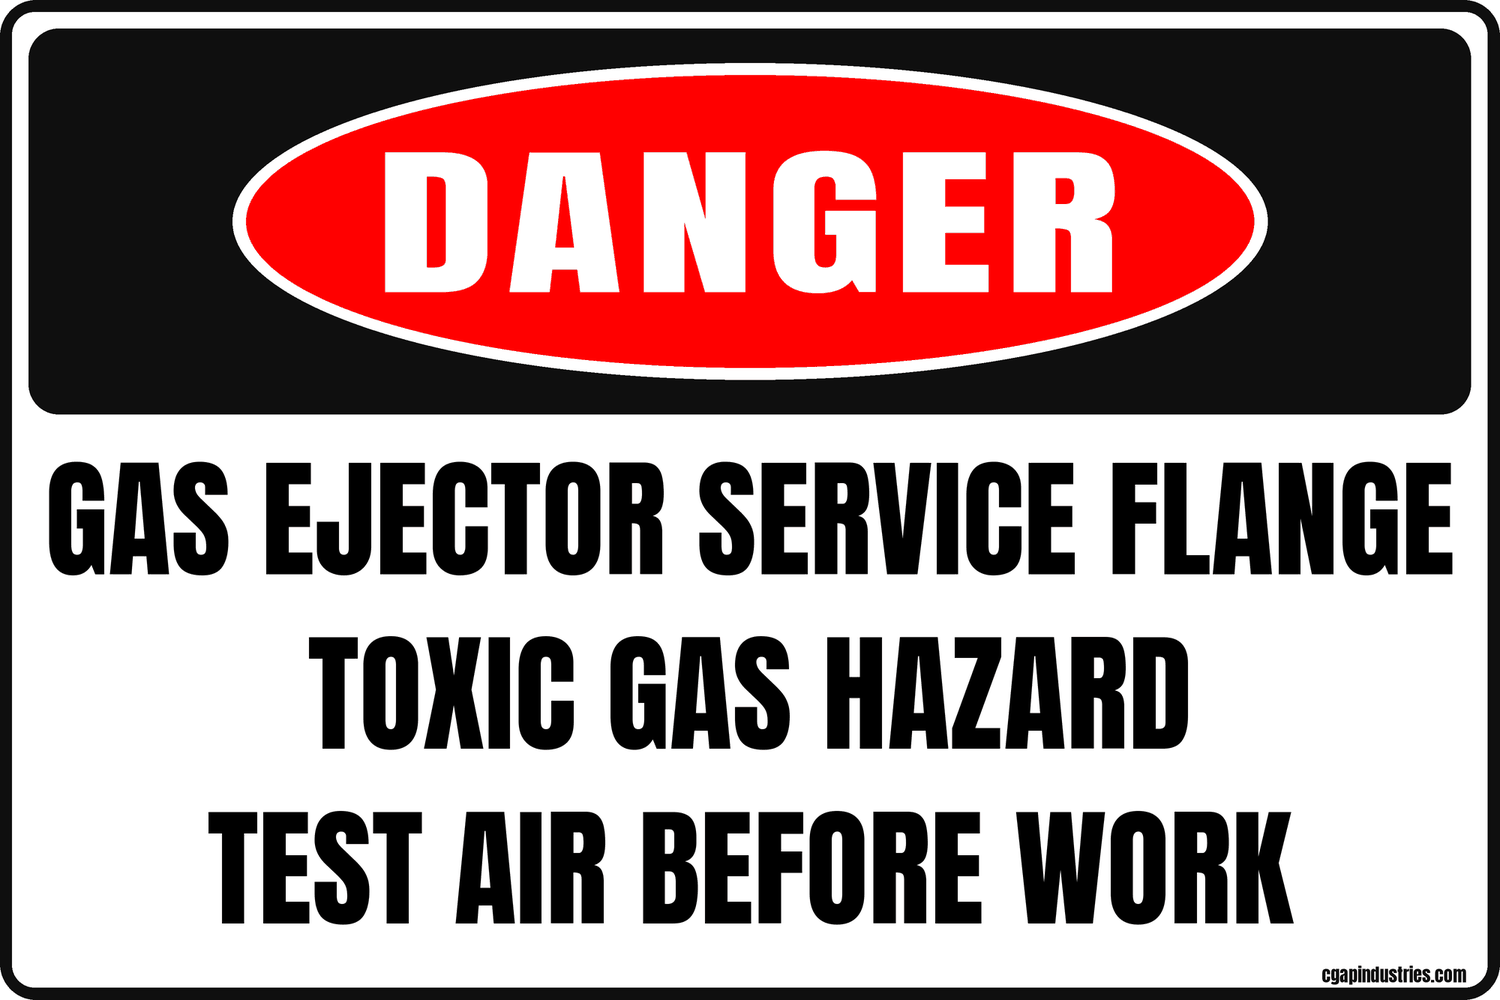 DANGER
GAS EJECTOR SERVICE FLANGE
TOXIC GAS HAZARD
TEST AIR BEFORE WORK
cgapindustries.com